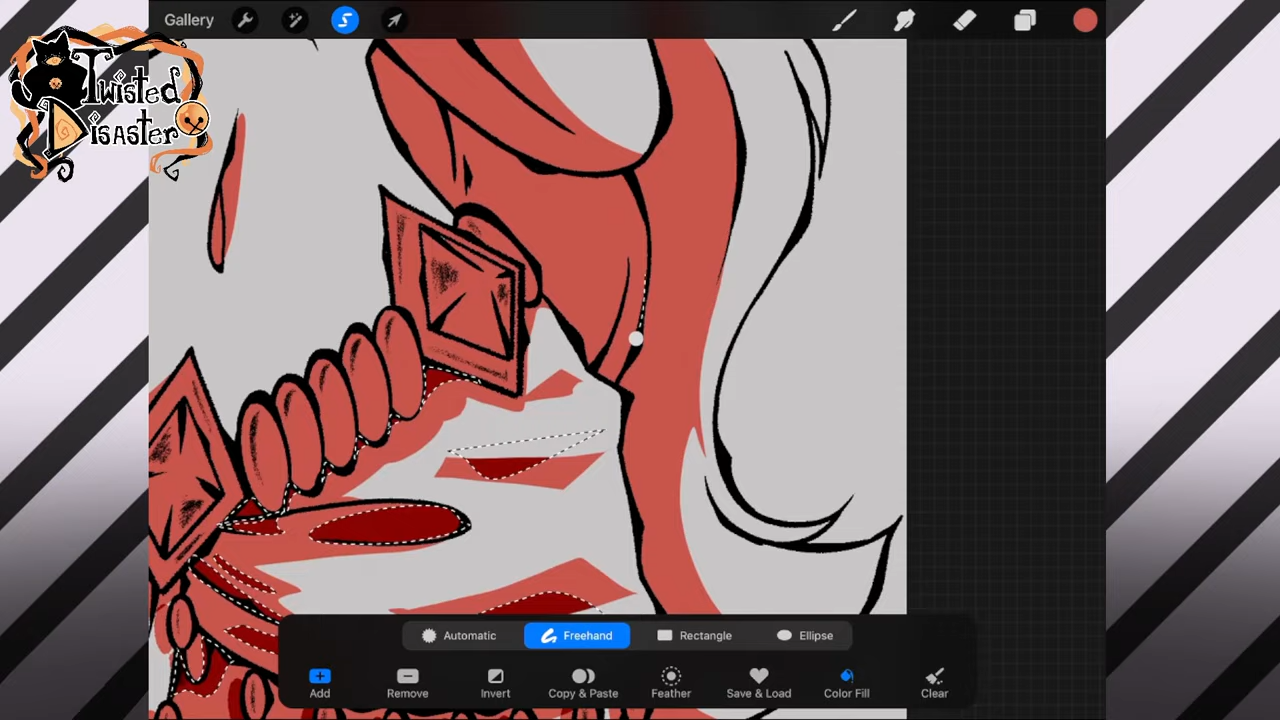 Gallery
Twisted
Disaster
Automatic
Freehand
Rectangle
Ellipse
Add
Remove
Invert
Copy & Paste
Feather
Save & Load
Color Fill
Clear